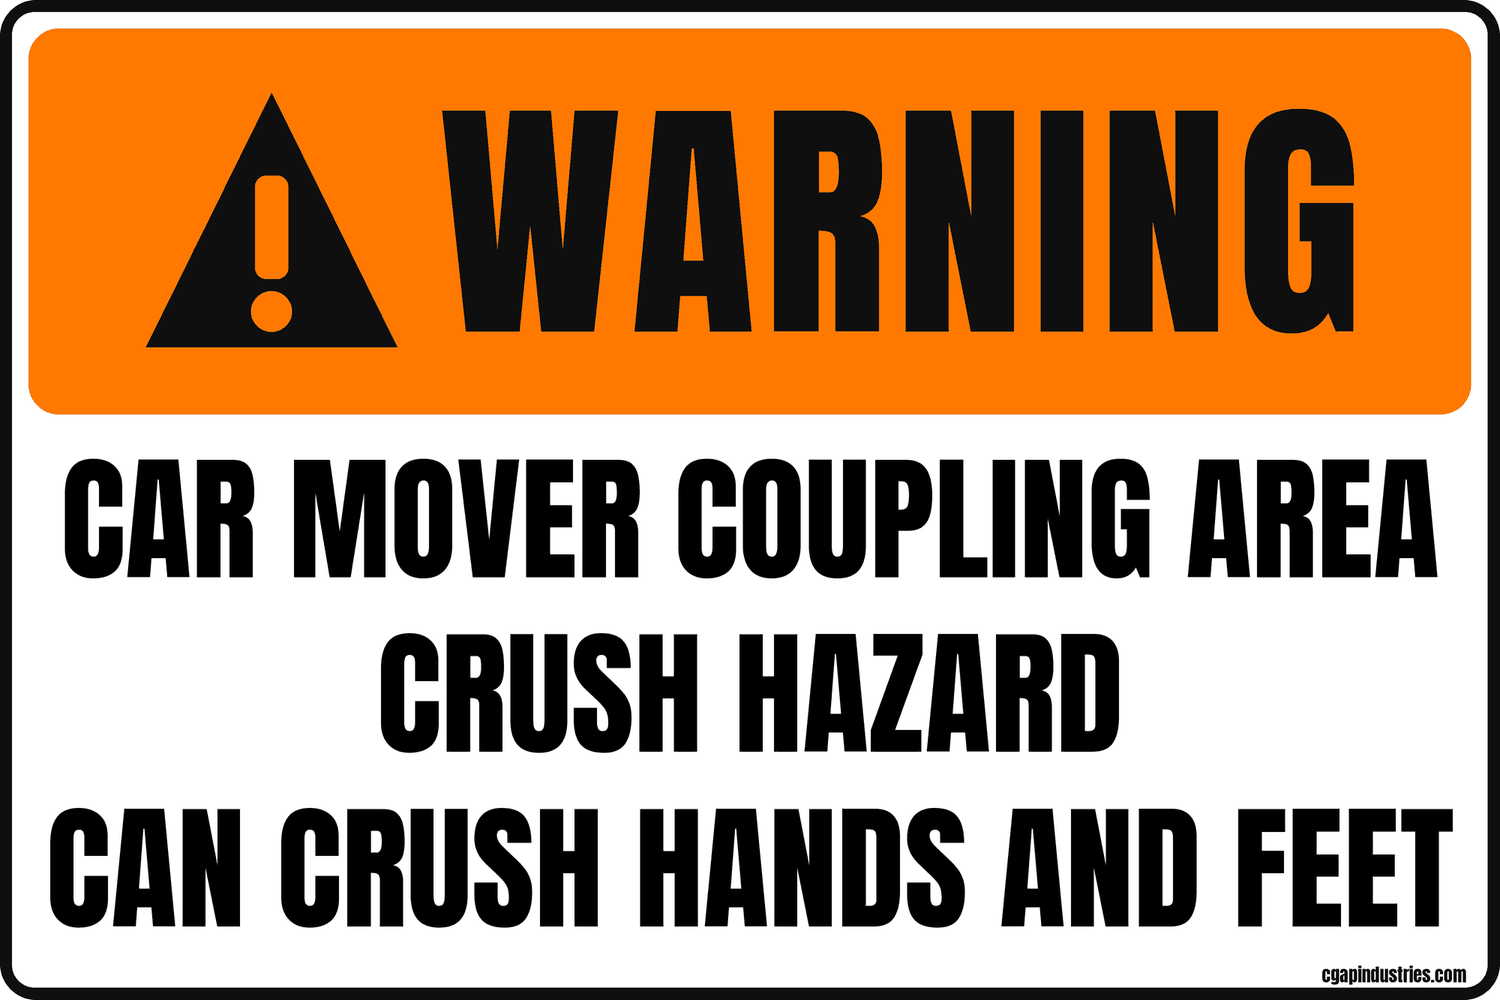 WARNING
CAR MOVER COUPLING AREA
CRUSH HAZARD
CAN CRUSH HANDS AND FEET
cgapindustries.com